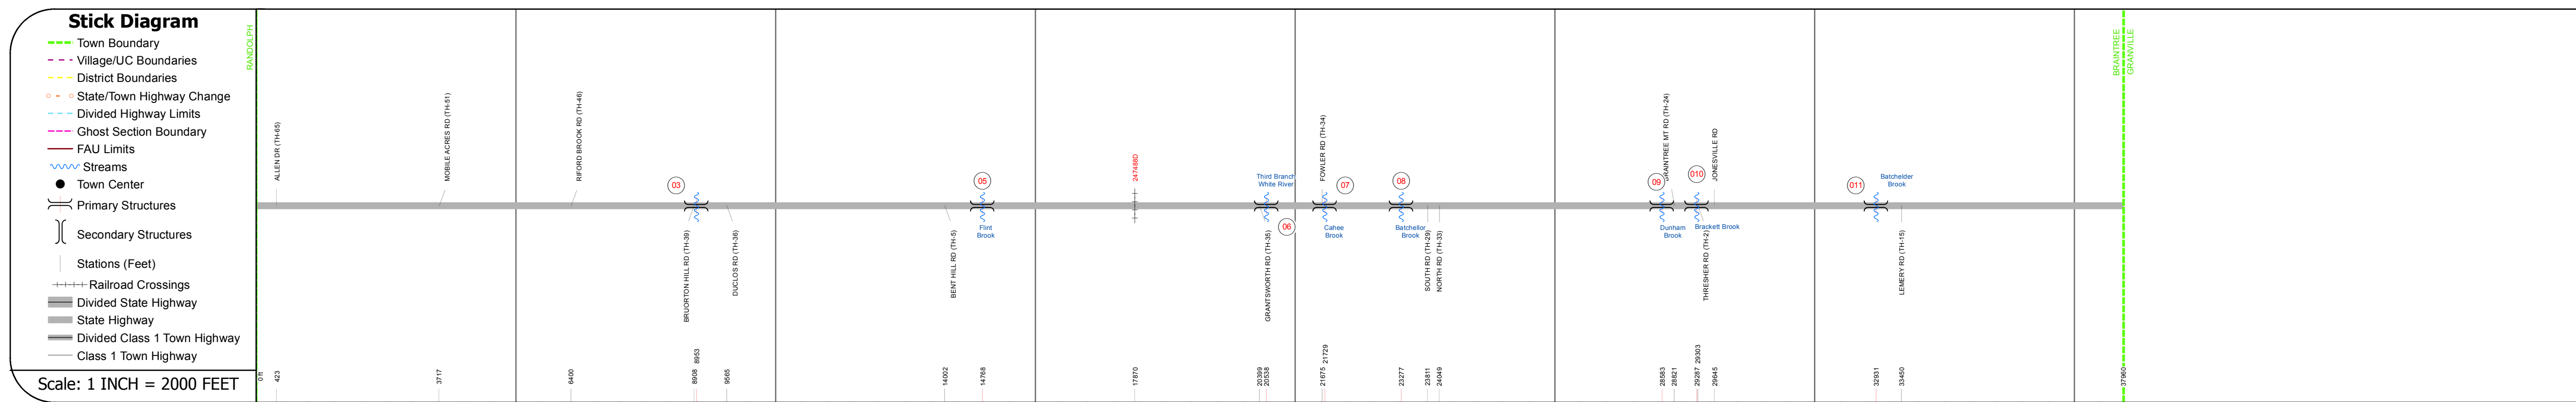 Stick Diagram
Town Boundary
Village/UC Boundaries
District Boundaries
State/Town Highway Change
Divided Highway Limits
Ghost Section Boundary
FAU Limits
Streams
Town Center
Primary Structures
Secondary Structures
Stations (Feet)
Railroad Crossings
Divided State Highway
State Highway
Divided Class 1 Town Highway
Class 1 Town Highway
Scale: 1 INCH = 2000 FEET
RANDOLPH
ALLEN DR (TH-65)
MOBILE ACRES RD (TH-51)
RIFORD BROOK RD (TH-46)
03
BRUORTON HILL RD (TH-39)
DUCLOS RD (TH-36)
BENT HILL RD (TH-5)
05
Flint
Brook
247488D
Third Branch
White River
06
GRANTSWORTH RD (TH-35)
FOWLER RD (TH-34)
07
Cahee
Brook
08
Batchellor
Brook
SOUTH RD (TH-29)
NORTH RD (TH-33)
09
BRAINTREE MT RD (TH-24)
Dunham
Brook
010
Brackett Brook
THRESHER RD (TH-2)
JONESVILLE RD
011
Batchelder
Brook
LEMERY RD (TH-15)
BRAINTREE
GRANVILLE
0 ft
423
3717
6400
8908
8953
9565
14002
14768
17870
20399
20538
21675
21729
23277
23811
24049
28583
28821
29287
29303
29645
32931
33450
37960